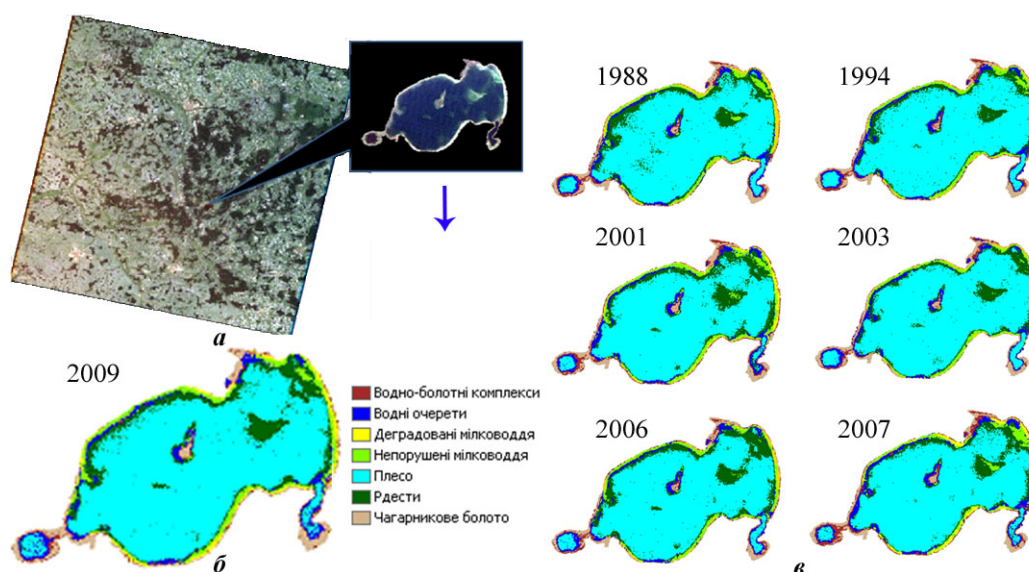 1988
1994
2001
2003
а
2009
Водно-болотні комплекси
Водні очерети
Деградовані мілководдя
Непорушені мілководдя
Плесо
Рдести
Чагарникове болото
2006
2007
б
в